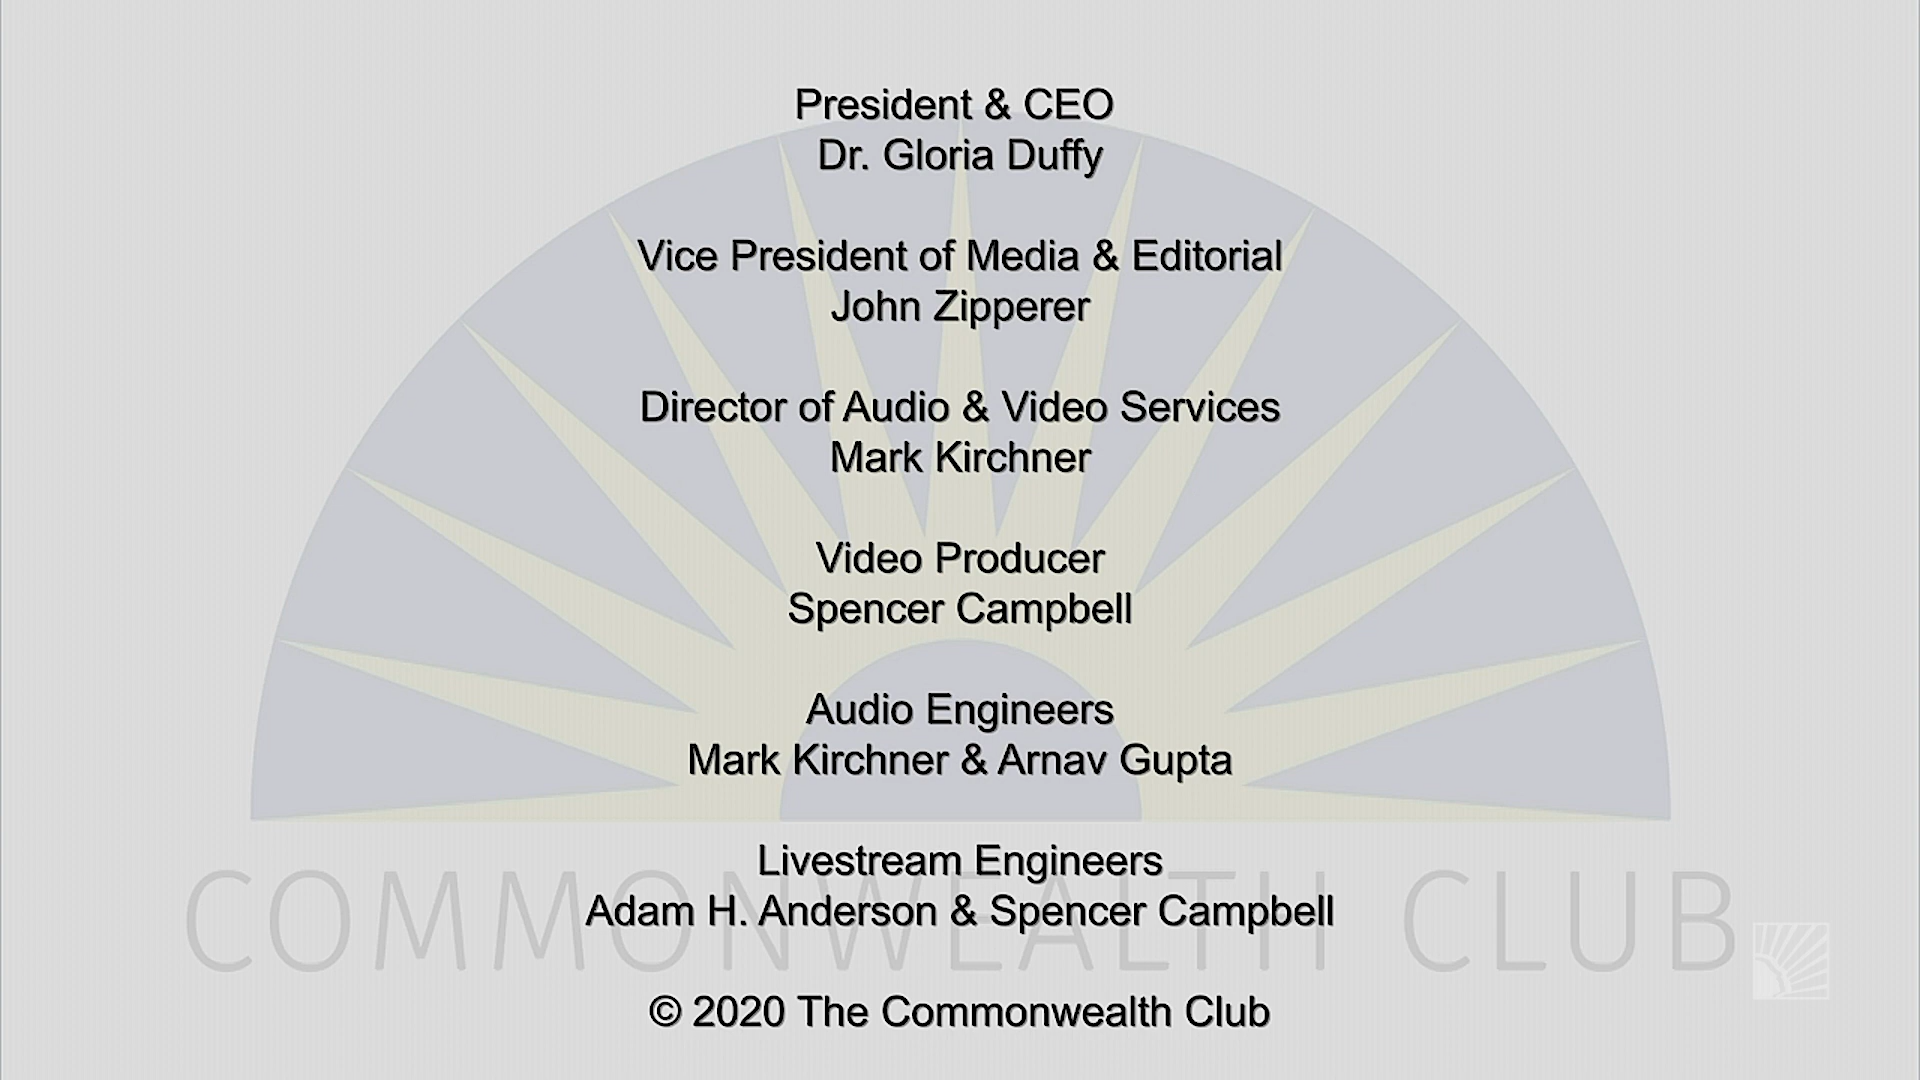 President & CEO
Dr. Gloria Duffy
Vice President of Media & Editorial
John Zipperer
Director of Audio & Video Services
Mark Kirchner
Video Producer
Spencer Campbell
Audio Engineers
Mark Kirchner & Arnav Gupta
Livestream Engineers
Adam H. Anderson & Spencer Campbell
COMMONWEALTH CLUB
© 2020 The Commonwealth Club